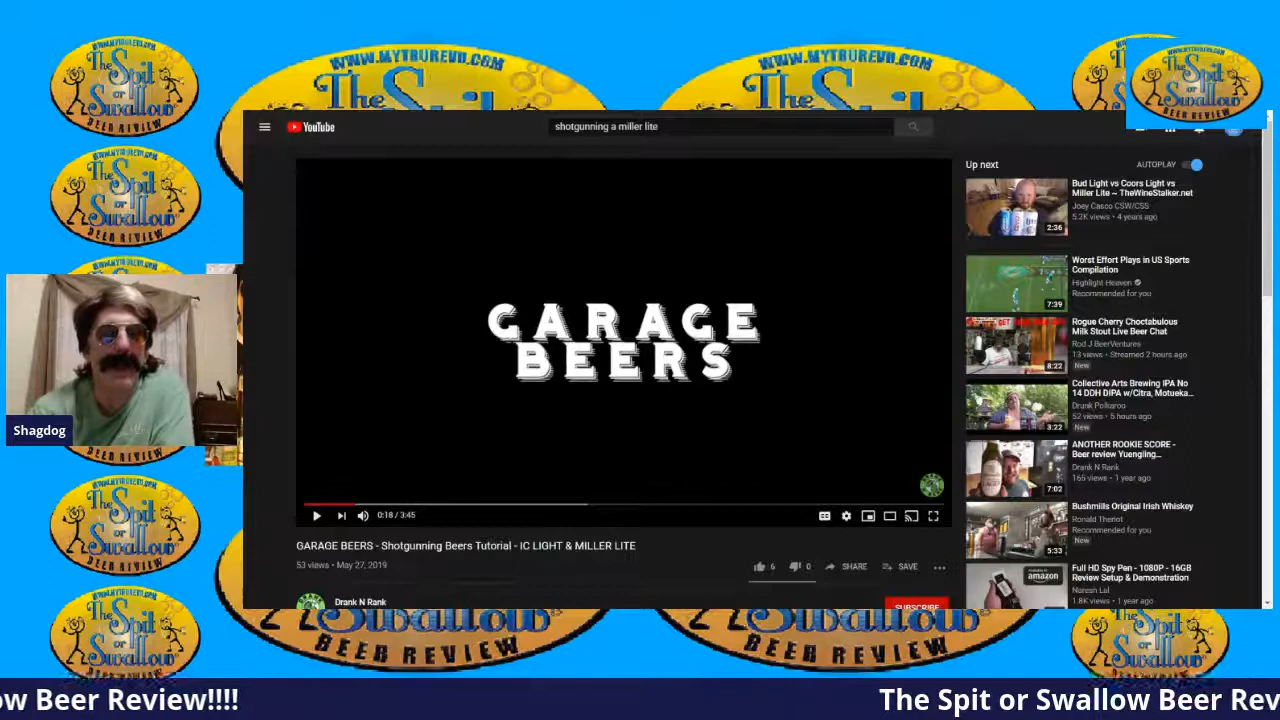 WWW.MYTRUREVU.COM
The
Spit
or
Swallow
BEER REVIEW
YouTube
shotgunning a miller lite
GARAGE
BEERS
0:18 / 3:45
GARAGE BEERS - Shotgunning Beers Tutorial - IC LIGHT & MILLER LITE
53 views • May 27, 2019
6
0
SHARE
SAVE
Drank N Rank
SUBSCRIBE
Up next
AUTOPLAY
Bud Light vs Coors Light vs
Miller Lite ~ TheWineStalker.net
Joey Casco CSW/CSS
5.2K views • 4 years ago
2:36
Worst Effort Plays in US Sports
Compilation
Highlight Heaven
Recommended for you
7:39
Rogue Cherry Choctabulous
Milk Stout Live Beer Chat
Rod J BeerVentures
13 views • Streamed 2 hours ago
New
8:22
Collective Arts Brewing IPA No
14 DDH DIPA w/Citra, Motueka...
Drunk Polkaroo
52 views • 5 hours ago
New
3:22
ANOTHER ROOKIE SCORE -
Beer review Yuengling...
Drank N Rank
165 views • 1 year ago
7:02
Bushmills Original Irish Whiskey
Ronald Theriot
Recommended for you
New
5:33
Full HD Spy Pen - 1080P - 16GB
Review Setup & Demonstration
Naresh Lal
1.8K views • 1 year ago
amazon
Shagdog
ow Beer Review!!!!
The Spit or Swallow Beer Rev